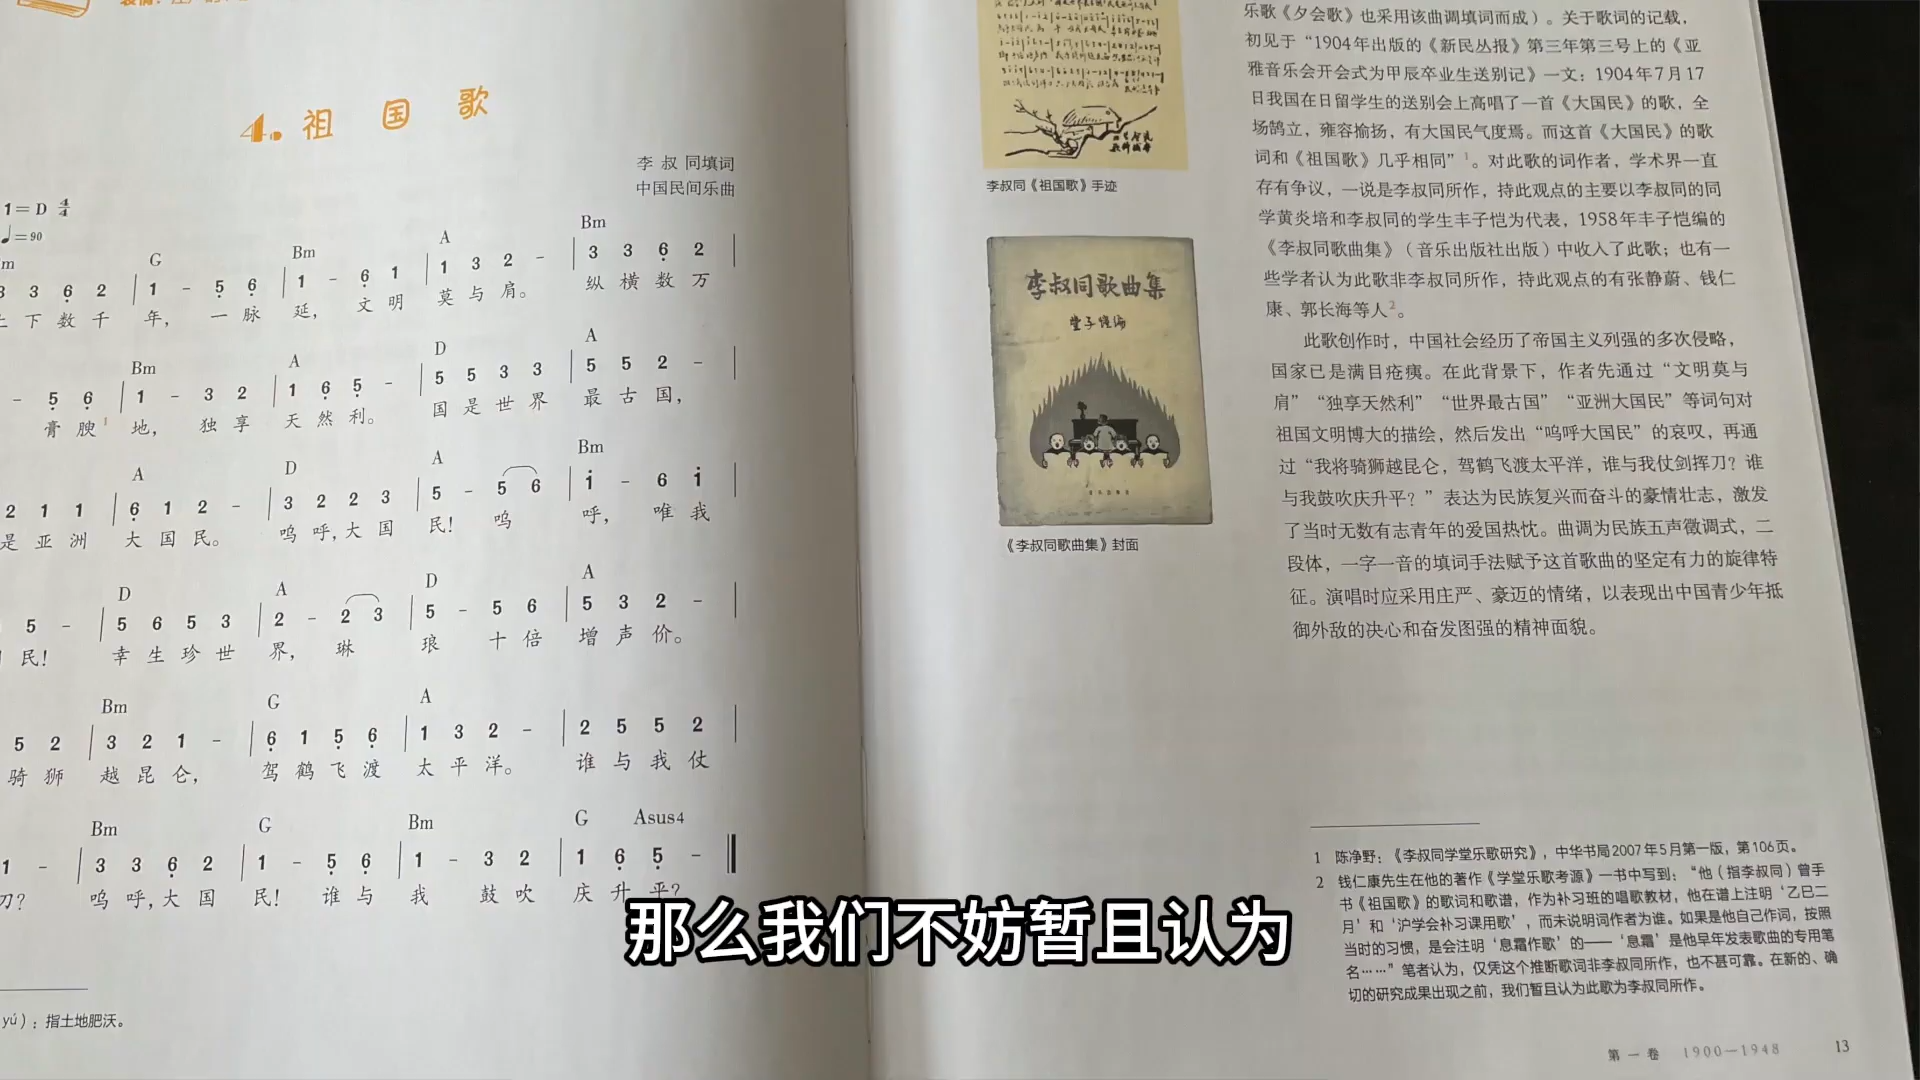 4. 祖 国 歌
李 叔 同填词
中国民间乐曲
1=D 4/4
♩=90
G Bm A Bm
3 3 6 2 | 1 - 5 6 | 1 - 6 1 | 1 3 2 - | 3 3 6 2 |
上 下 数 千 年, 一 脉 延, 文 明 莫 与 肩。 纵 横 数 万
Bm A D A
- 5 6 | 1 - 3 2 | 1 6 5 - | 5 5 3 3 | 5 5 2 - |
膏 腴1 地, 独 享 天 然 利。 国 是 世 界 最 古 国,
A D A Bm
2 1 1 | 6 1 2 - | 3 2 2 3 | 5 - 5 6 | 1 - 6 1 |
是 亚 洲 大 国 民。 呜 呼,大 国 民! 呜 呼, 唯 我
D A D A
5 - | 5 6 5 3 | 2 - 2 3 | 5 - 5 6 | 5 3 2 - |
民! 幸 生 珍 世 界, 琳 琅 十 倍 增 声 价。
Bm G A
5 2 | 3 2 1 - | 6 1 5 6 | 1 3 2 - | 2 5 5 2 |
骑 狮 越 昆 仑, 驾 鹤 飞 渡 太 平 洋。 谁 与 我 仗
Bm G Bm G Asus4
1 - | 3 3 6 2 | 1 - 5 6 | 1 - 3 2 | 1 6 5 - ‖
刀? 呜 呼,大 国 民! 谁 与 我 鼓 吹 庆 升 平?
yú）: 指土地肥沃。
李叔同《祖国歌》手迹
李叔同歌曲集
丰子恺编
《李叔同歌曲集》封面
乐歌《夕会歌》也采用该曲调填词而成）。关于歌词的记载，
初见于“1904年出版的《新民丛报》第三年第三号上的《亚
雅音乐会开会式为甲辰卒业生送别记》一文：1904年7月17
日我国在日留学生的送别会上高唱了一首《大国民》的歌，全
场鹄立，雍容揄扬，有大国民气度焉。而这首《大国民》的歌
词和《祖国歌》几乎相同”1。对此歌的词作者，学术界一直
存有争议，一说是李叔同所作，持此观点的主要以李叔同的同
学黄炎培和李叔同的学生丰子恺为代表，1958年丰子恺编的
《李叔同歌曲集》（音乐出版社出版）中收入了此歌；也有一
些学者认为此歌非李叔同所作，持此观点的有张静蔚、钱仁
康、郭长海等人2。
此歌创作时，中国社会经历了帝国主义列强的多次侵略，
国家已是满目疮痍。在此背景下，作者先通过“文明莫与
肩”“独享天然利”“世界最古国”“亚洲大国民”等词句对
祖国文明博大的描绘，然后发出“呜呼大国民”的哀叹，再通
过“我将骑狮越昆仑，驾鹤飞渡太平洋，谁与我仗剑挥刀？谁
与我鼓吹庆升平？”表达为民族复兴而奋斗的豪情壮志，激发
了当时无数有志青年的爱国热忱。曲调为民族五声徵调式，二
段体，一字一音的填词手法赋予这首歌曲的坚定有力的旋律特
征。演唱时应采用庄严、豪迈的情绪，以表现出中国青少年抵
御外敌的决心和奋发图强的精神面貌。
1 陈净野：《李叔同学堂乐歌研究》，中华书局2007年5月第一版，第106页。
2 钱仁康先生在他的著作《学堂乐歌考源》一书中写到：“他（指李叔同）曾手
书《祖国歌》的歌词和歌谱，作为补习班的唱歌教材，他在谱上注明‘乙巳二
月’和‘沪学会补习课用歌’，而未说明词作者为谁。如果是他自己作词，按照
当时的习惯，是会注明‘息霜作歌’的——‘息霜’是他早年发表歌曲的专用笔
名……”笔者认为，仅凭这个推断歌词非李叔同所作，也不甚可靠。在新的、确
切的研究成果出现之前，我们暂且认为此歌为李叔同所作。
第 一 卷 1900—1948 13
那么我们不妨暂且认为